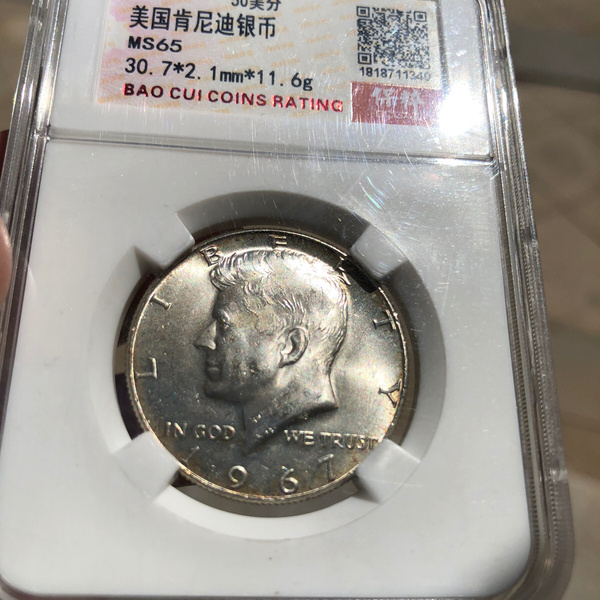 50美分
美国肯尼迪银币
MS65
30.7*2.1mm*11.6g
BAO CUI COINS RATING
1818711340
LIBERTY
IN GOD WE TRUST
1967